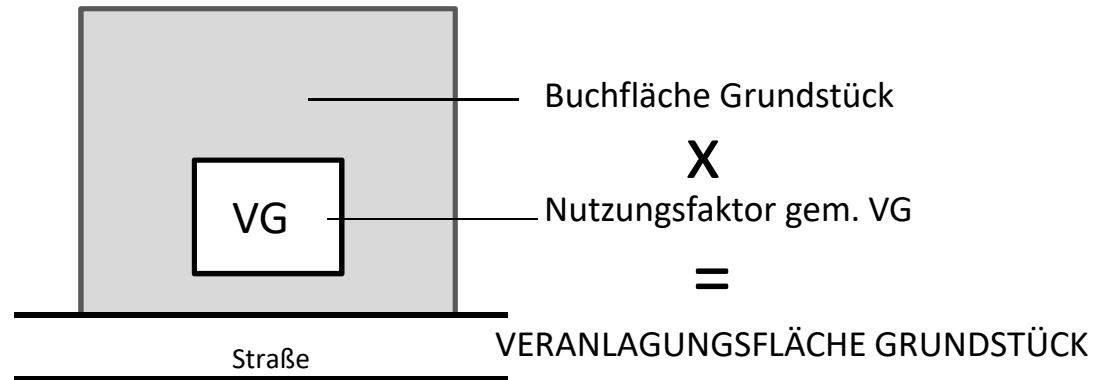 Buchfläche Grundstück
x
VG
Nutzungsfaktor gem. VG
=
VERANLAGUNGSFLÄCHE GRUNDSTÜCK
Straße